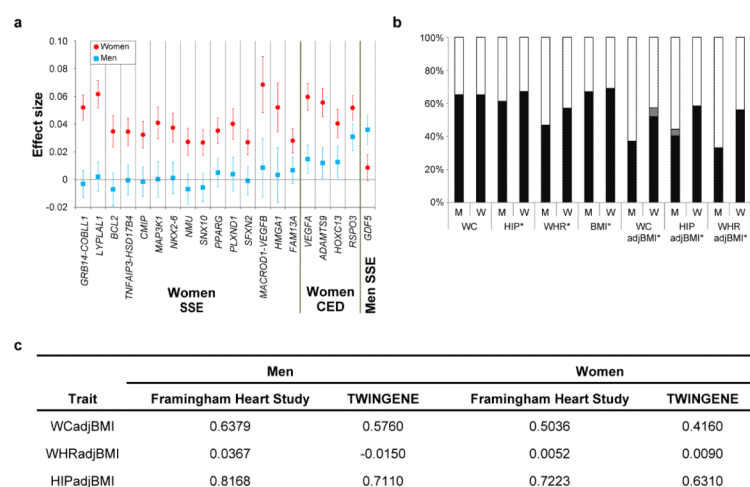 a
0.10
0.08
0.06
0.04
0.02
0
-0.02
Effect size
Women
Men
GRB14-COBLL1
LYPLAL1
BCL2
TNFAIP3-HSD17B4
CMIP
MAP3K1
NKX2-6
NMU
SNX10
PPARG
PLXND1
SFXN2
MACROD1-VEGFB
HMGA1
FAM13A
VEGFA
ADAMTS9
HOXC13
RSPO3
GDF5
Women
SSE
Women
CED
Men SSE
b
100%
80%
60%
40%
20%
0%
M W M W M W M W M W M W M W
WC HIP* WHR* BMI* WC adjBMI* HIP adjBMI* WHR adjBMI*
c
Men Women
Trait Framingham Heart Study TWINGENE Framingham Heart Study TWINGENE
WCadjBMI 0.6379 0.5760 0.5036 0.4160
WHRadjBMI 0.0367 -0.0150 0.0052 0.0090
HIPadjBMI 0.8168 0.7110 0.7223 0.6310